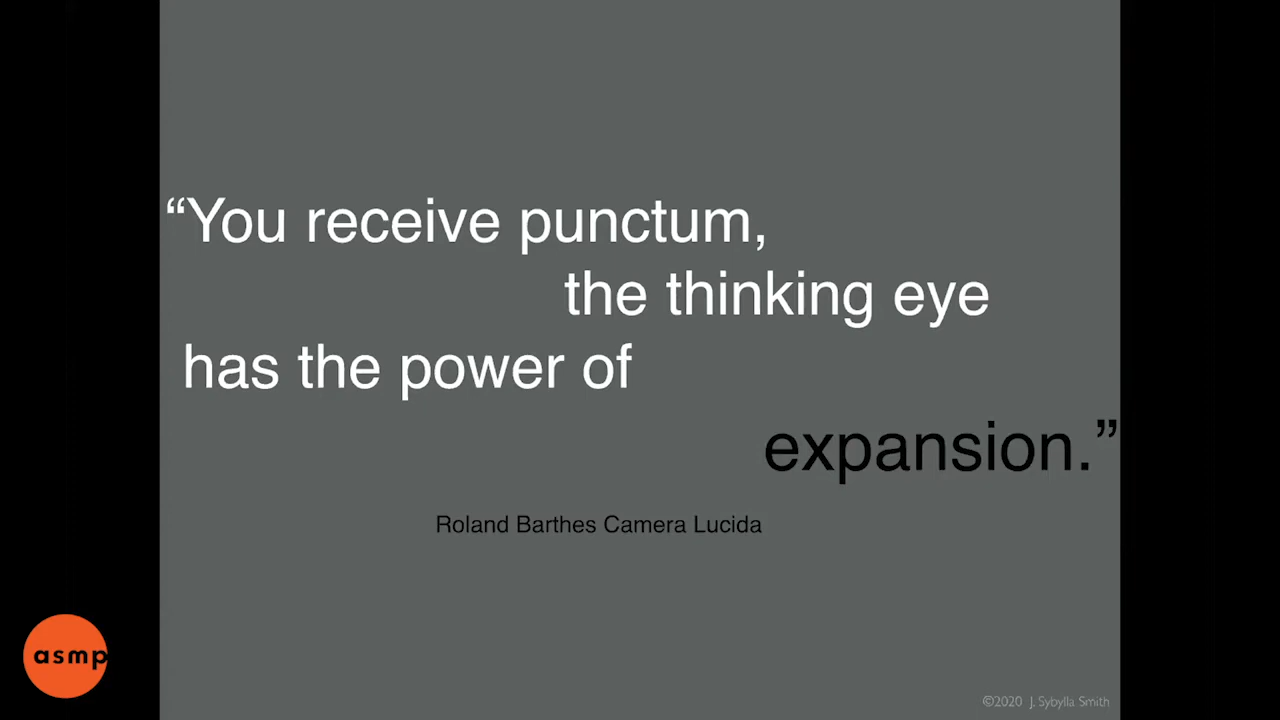 “You receive punctum,
the thinking eye
has the power of
expansion.”
Roland Barthes Camera Lucida
asmp
©2020 J. Sybylla Smith